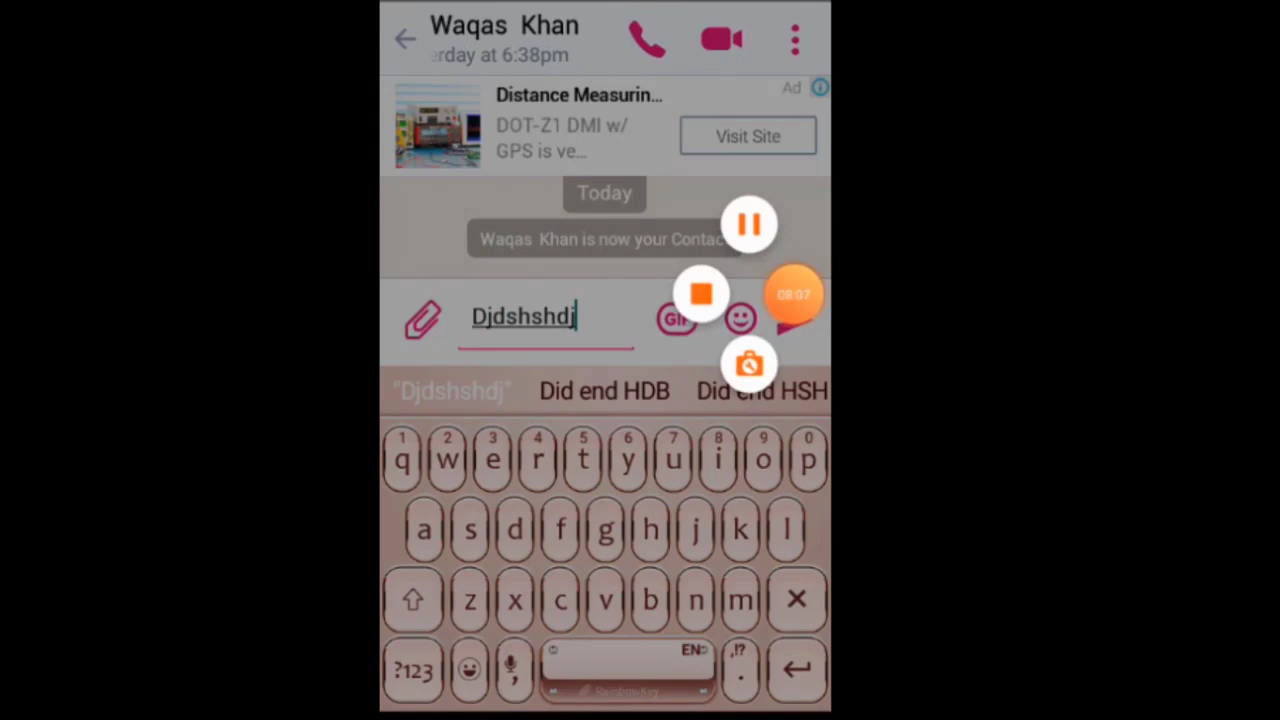 Waqas Khan
erday at 6:38pm
Ad
Distance Measurin...
DOT-Z1 DMI w/
GPS is ve...
Visit Site
Today
Waqas Khan is now your Contac
08:07
Djdshshdj
GIF
"Djdshshdj" Did end HDB Did end HSH
1 2 3 4 5 6 7 8 9 0
q w e r t y u i o p
a s d f g h j k l
z x c v b n m
?123 , EN ,!? .
RainbowKey